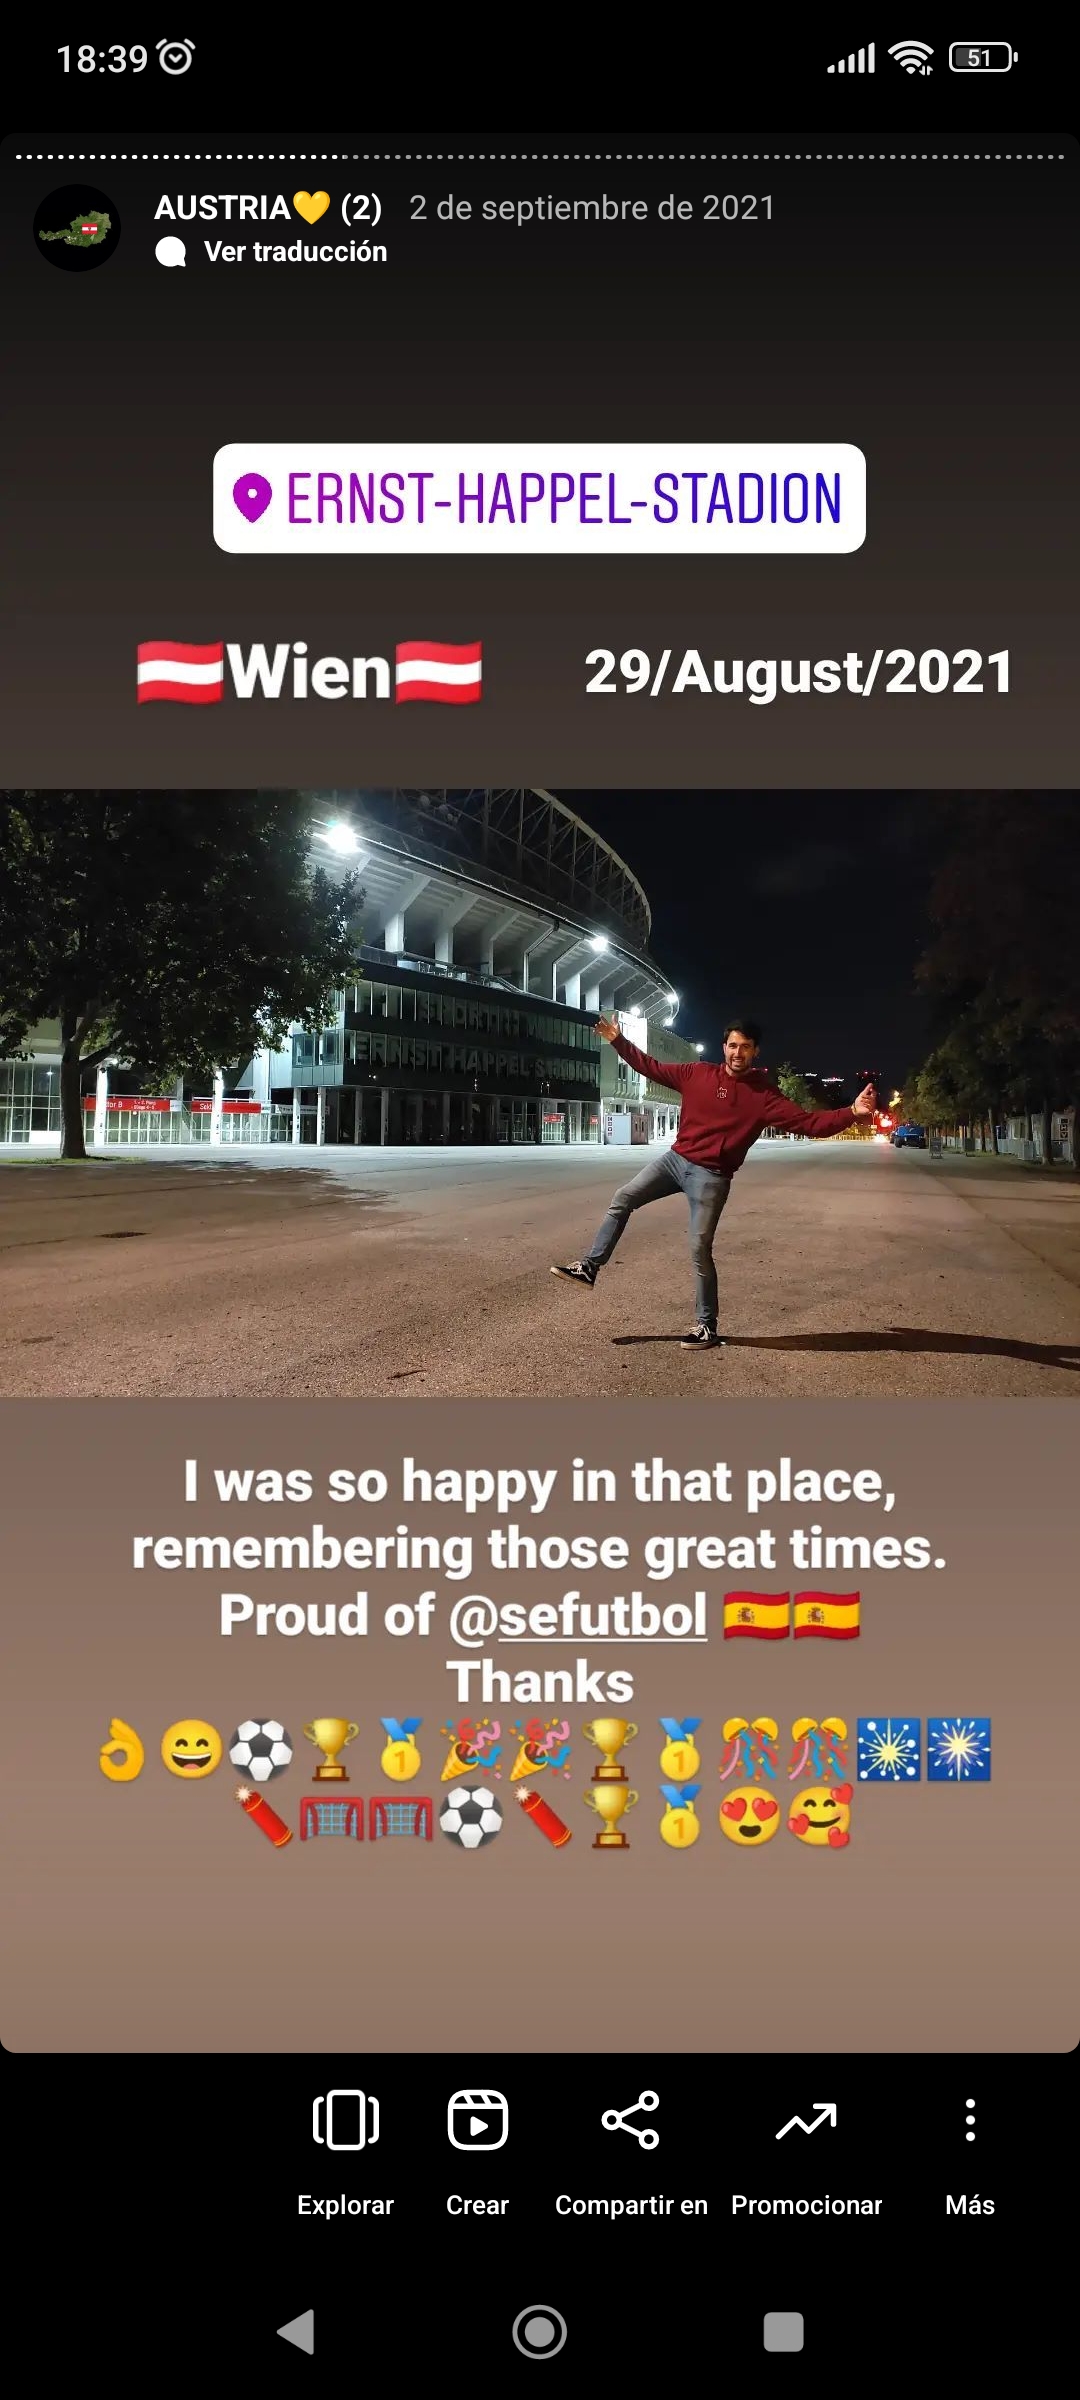 18:39
51
AUSTRIA💛 (2) 2 de septiembre de 2021
Ver traducción
ERNST-HAPPEL-STADION
🇦🇹Wien🇦🇹 29/August/2021
ERNST-HAPPEL-S
I was so happy in that place,
remembering those great times.
Proud of @sefutbol 🇪🇸🇪🇸
Thanks
👌😄⚽🏆🥇🎉🎉🏆🥇🎊🎊🎇🎆
🧨🥅🥅⚽🧨🏆🥇😍🥰
Explorar Crear Compartir en Promocionar Más